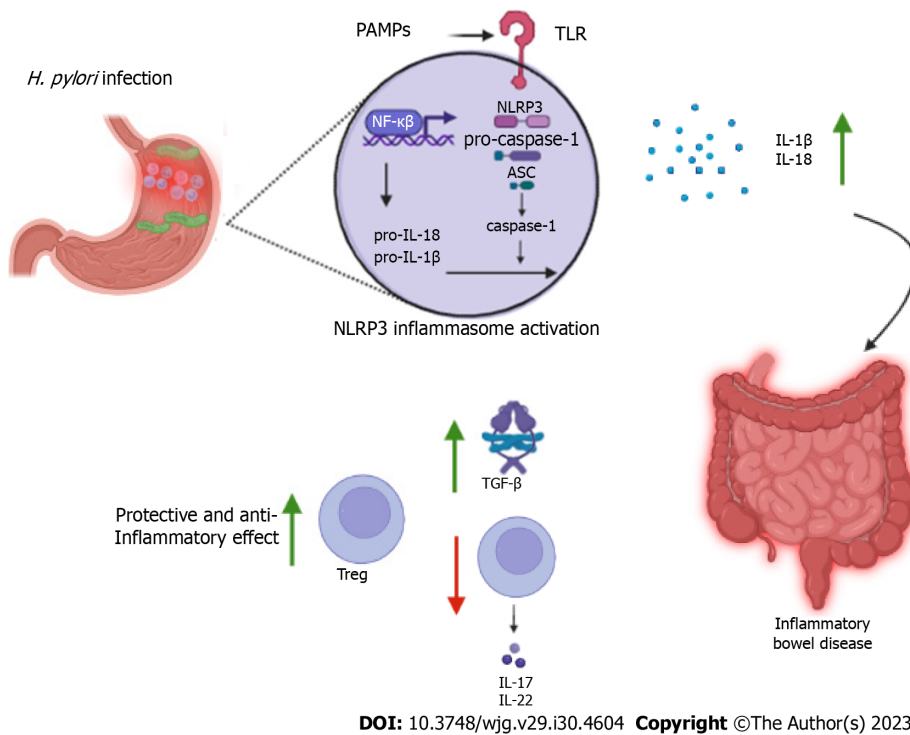 PAMPs
TLR
H. pylori infection
NLRP3
NF-κβ
pro-caspase-1
ASC
caspase-1
pro-IL-18
pro-IL-1β
NLRP3 inflammasome activation
IL-1β
IL-18
TGF-β
Protective and anti-
Inflammatory effect
Treg
IL-17
IL-22
Inflammatory
bowel disease
DOI: 10.3748/wjg.v29.i30.4604 Copyright ©The Author(s) 2023